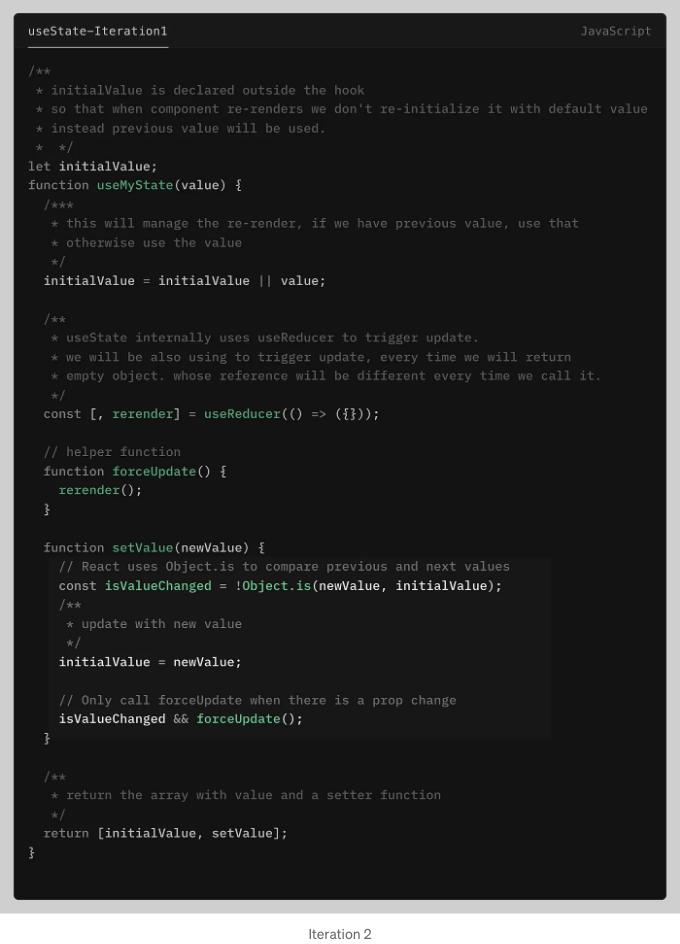 useState-Iteration1
JavaScript
/**
 * initialValue is declared outside the hook
 * so that when component re-renders we don't re-initialize it with default value
 * instead previous value will be used.
 *  */
let initialValue;
function useMyState(value) {
  /***
   * this will manage the re-render, if we have previous value, use that
   * otherwise use the value
   */
  initialValue = initialValue || value;

  /**
   * useState internally uses useReducer to trigger update.
   * we will be also using to trigger update, every time we will return
   * empty object. whose reference will be different every time we call it.
   */
  const [, rerender] = useReducer(() => ({}));

  // helper function
  function forceUpdate() {
    rerender();
  }

  function setValue(newValue) {
    // React uses Object.is to compare previous and next values
    const isValueChanged = !Object.is(newValue, initialValue);
    /**
     * update with new value
     */
    initialValue = newValue;

    // Only call forceUpdate when there is a prop change
    isValueChanged && forceUpdate();
  }

  /**
   * return the array with value and a setter function
   */
  return [initialValue, setValue];
}
Iteration 2